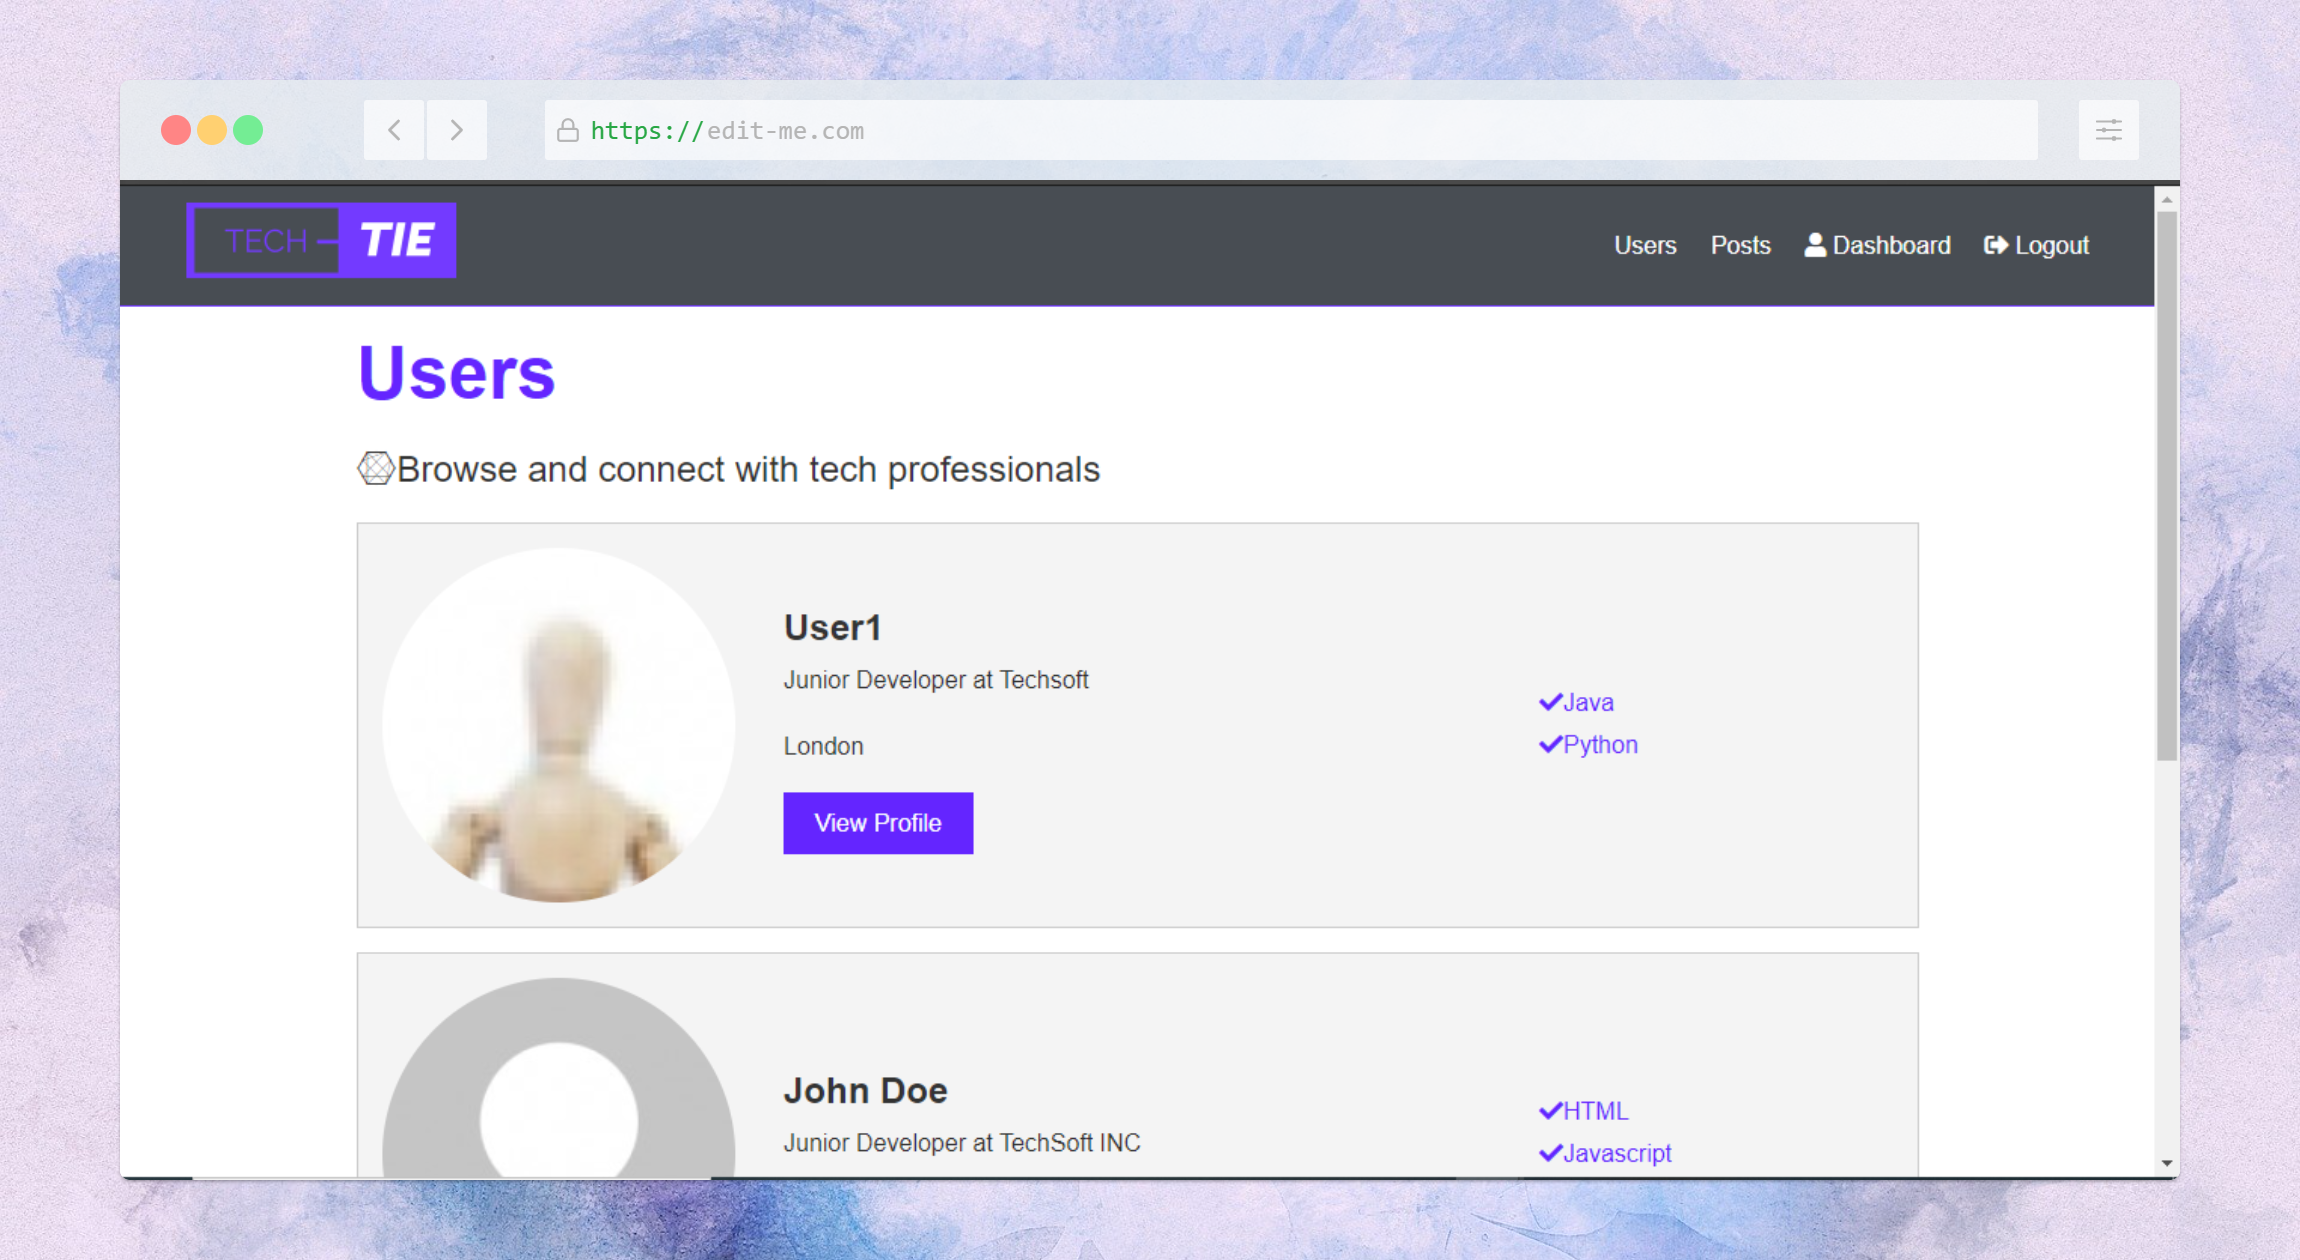 https://edit-me.com
TECH - TIE
Users Posts Dashboard Logout
Users
Browse and connect with tech professionals
User1
Junior Developer at Techsoft
London
View Profile
Java
Python
John Doe
Junior Developer at TechSoft INC
HTML
Javascript